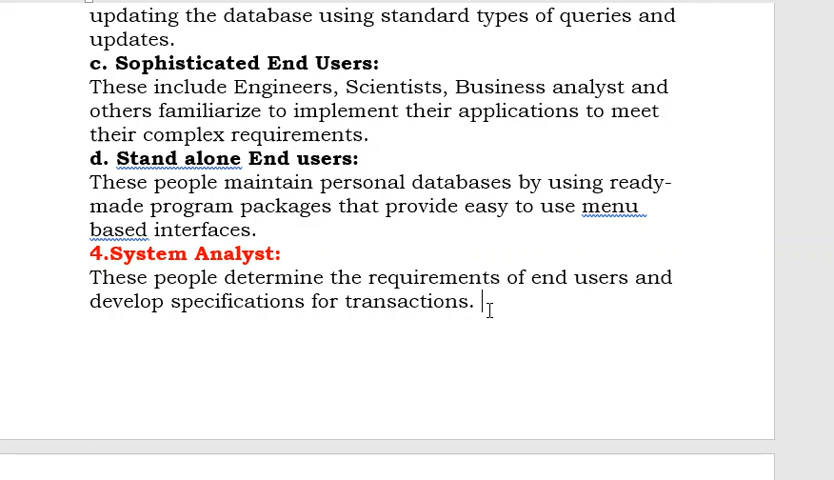 updating the database using standard types of queries and
updates.
c. Sophisticated End Users:
These include Engineers, Scientists, Business analyst and
others familiarize to implement their applications to meet
their complex requirements.
d. Stand alone End users:
These people maintain personal databases by using ready-
made program packages that provide easy to use menu
based interfaces.
4.System Analyst:
These people determine the requirements of end users and
develop specifications for transactions.